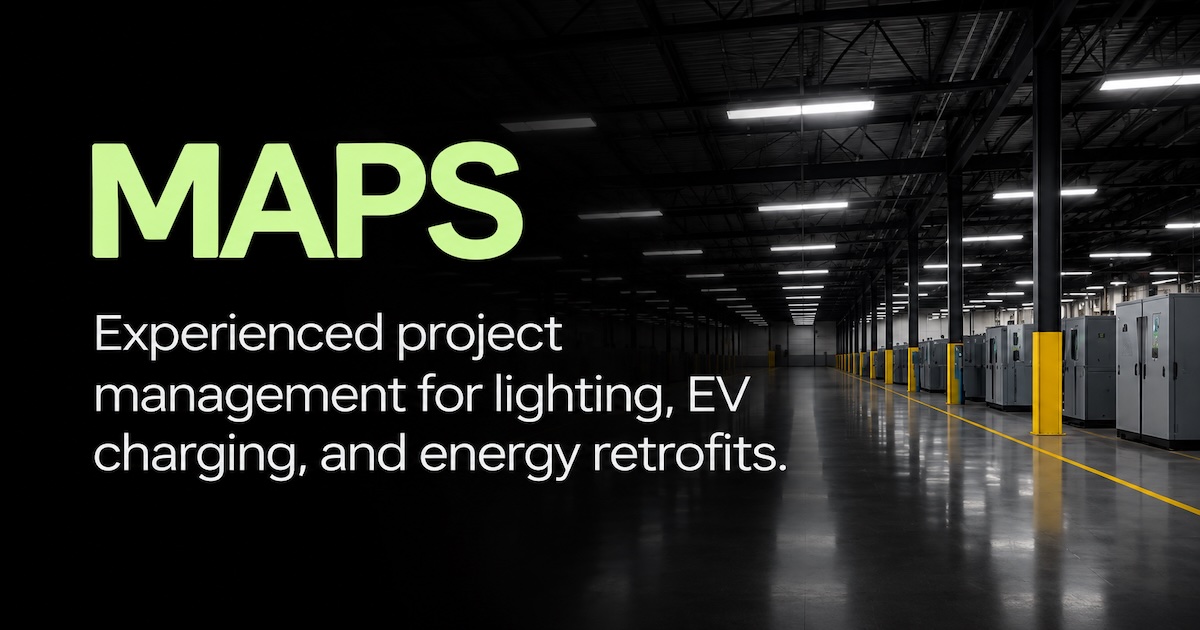 MAPS
Experienced project
management for lighting, EV
charging, and energy retrofits.